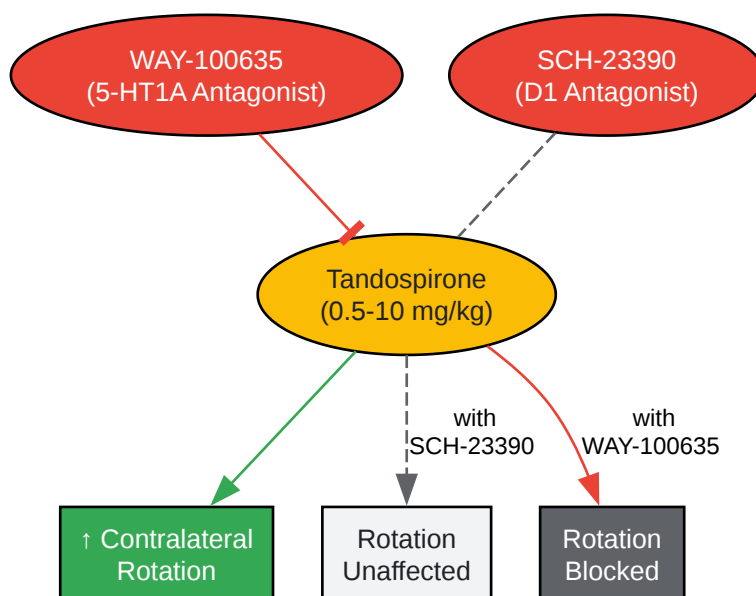 WAY-100635
(5-HT1A Antagonist)
SCH-23390
(D1 Antagonist)
Tandospirone
(0.5-10 mg/kg)
with
SCH-23390
with
WAY-100635
↑ Contralateral
Rotation
Rotation
Unaffected
Rotation
Blocked